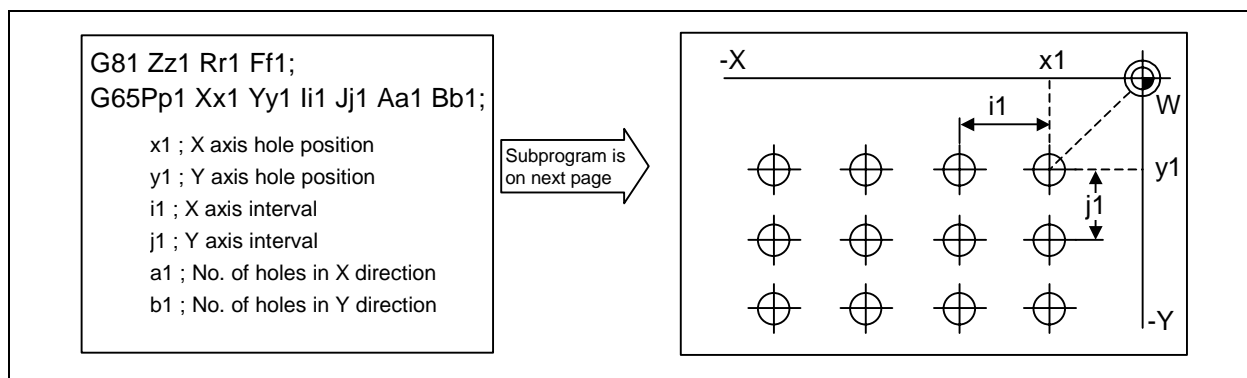 G81 Zz1 Rr1 Ff1;
G65Pp1 Xx1 Yy1 Ii1 Jj1 Aa1 Bb1;
x1 ; X axis hole position
y1 ; Y axis hole position
i1 ; X axis interval
j1 ; Y axis interval
a1 ; No. of holes in X direction
b1 ; No. of holes in Y direction
Subprogram is
on next page
-X
x1
W
i1
y1
j1
-Y